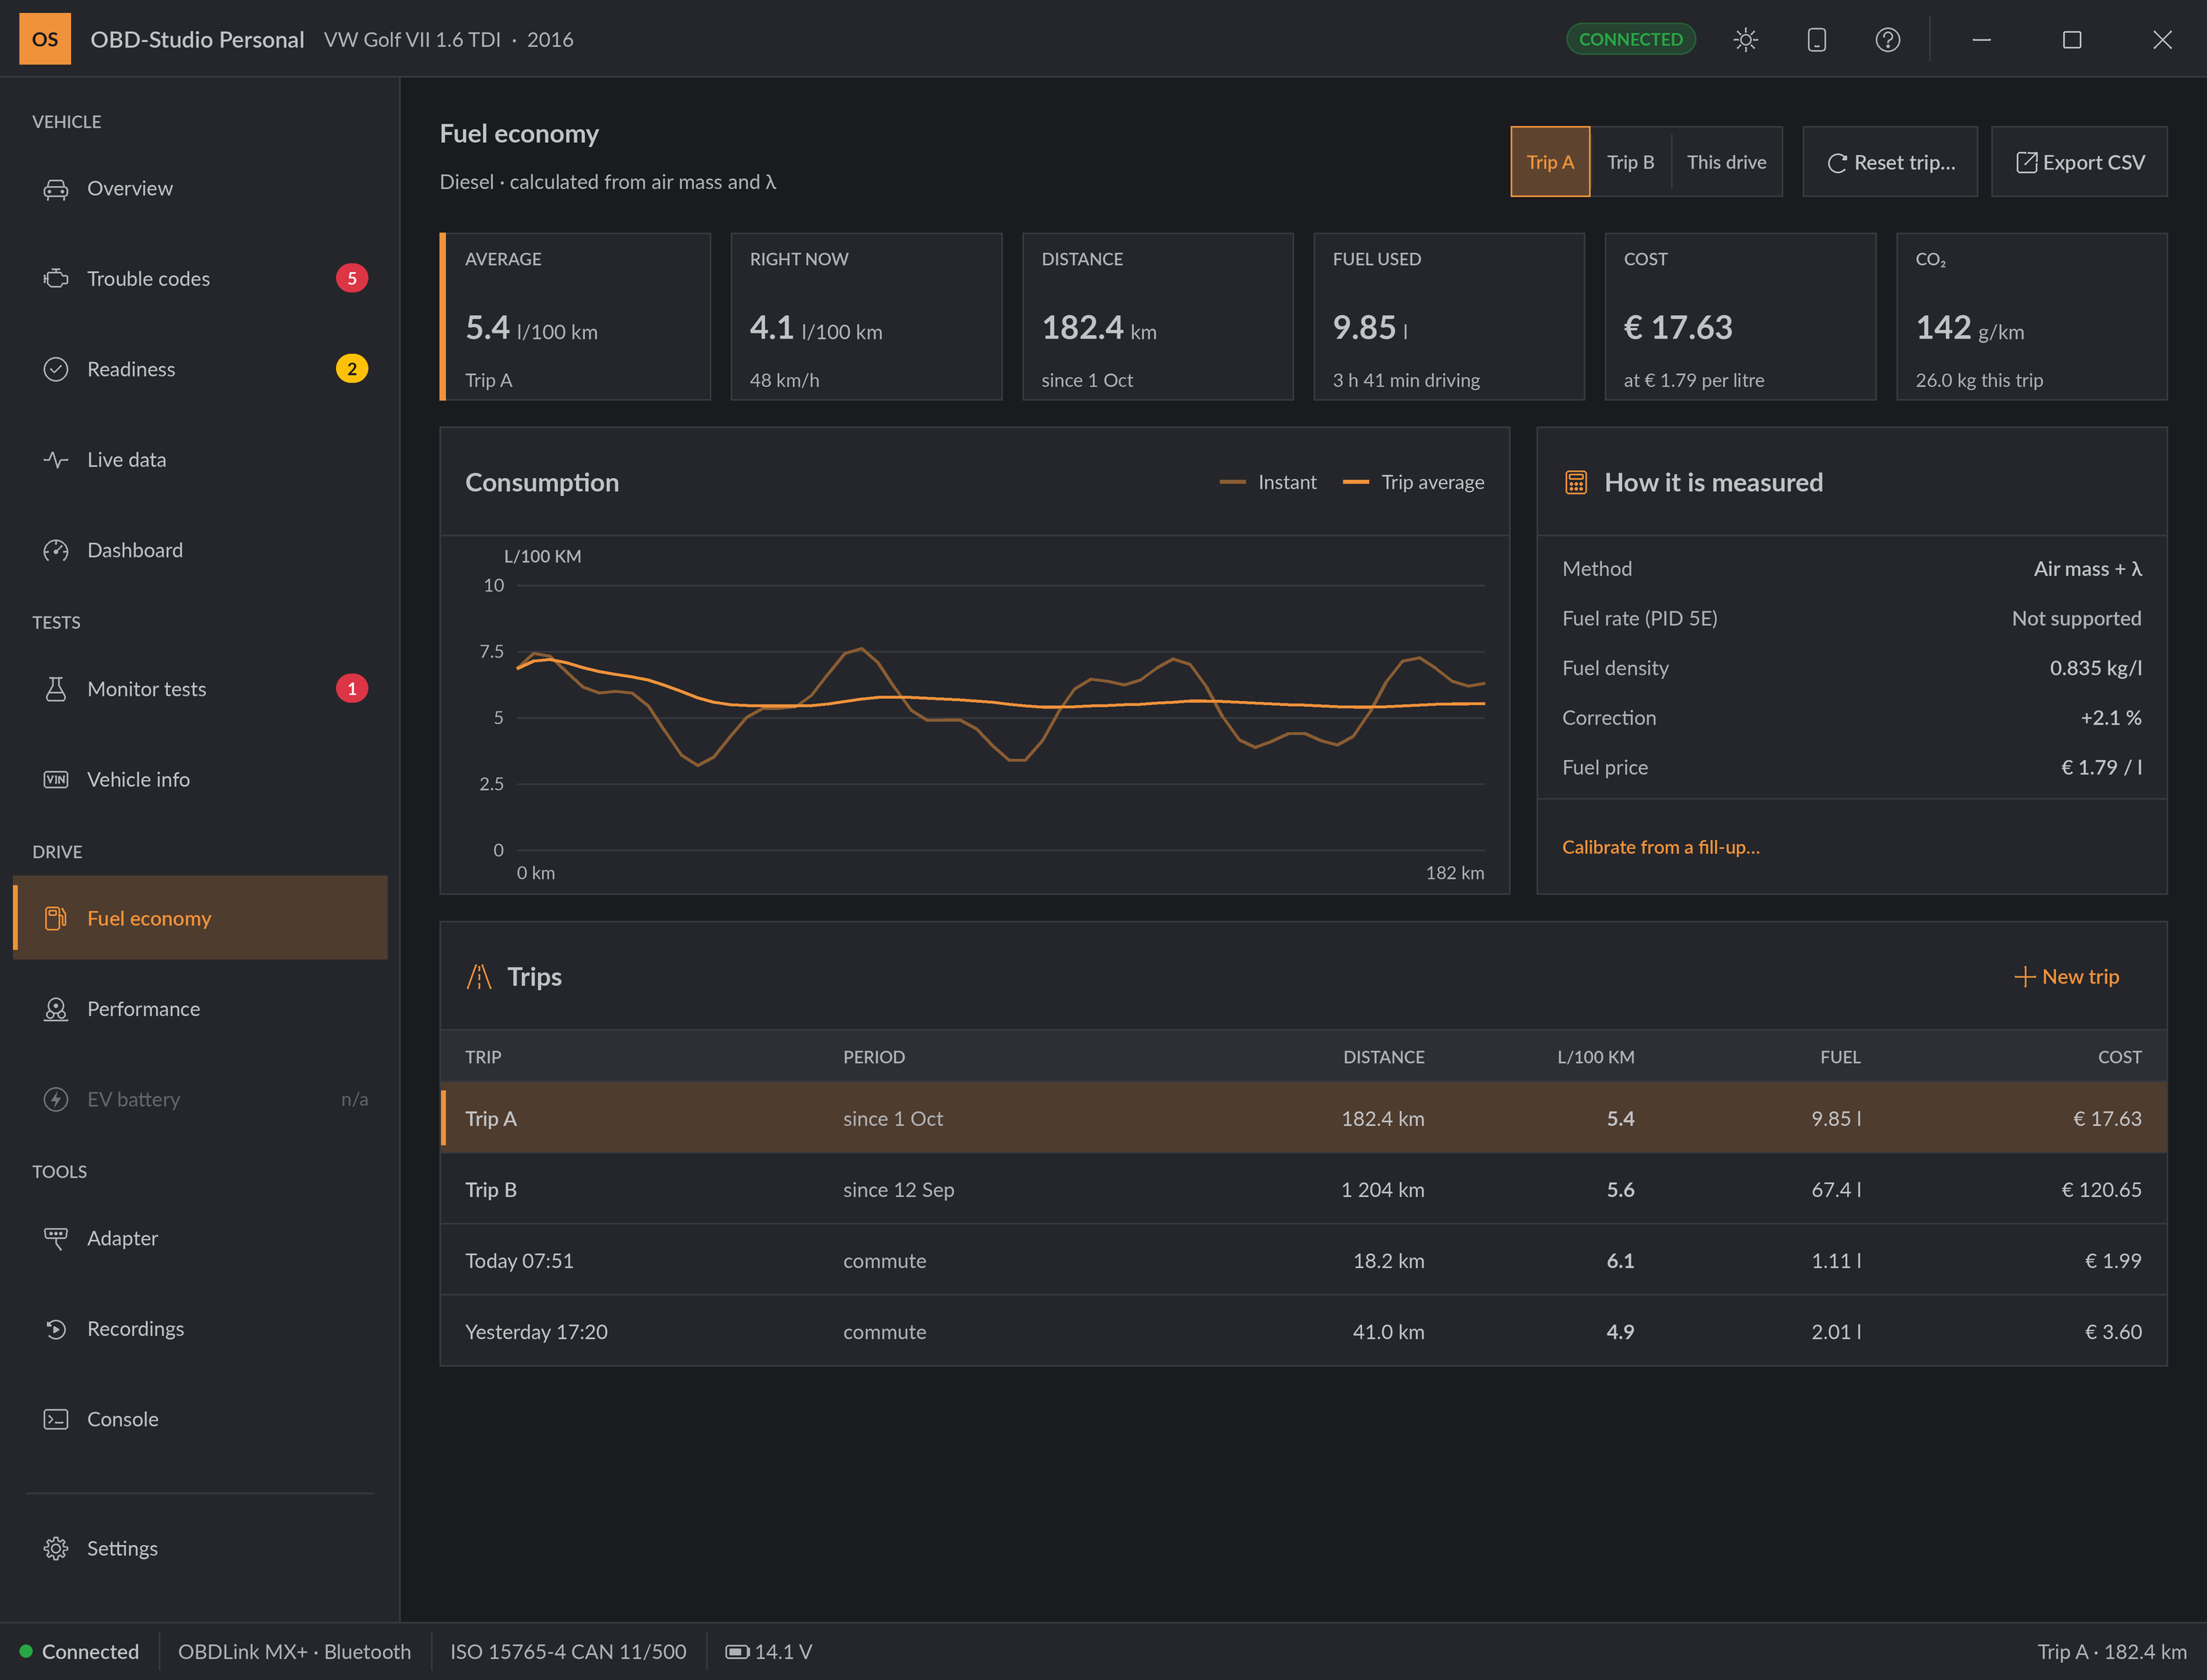 OS OBD-Studio Personal VW Golf VII 1.6 TDI · 2016 CONNECTED
VEHICLE
Overview
Trouble codes 5
Readiness 2
Live data
Dashboard
TESTS
Monitor tests 1
VIN Vehicle info
DRIVE
Fuel economy
Performance
EV battery n/a
TOOLS
Adapter
Recordings
Console
Settings
Fuel economy
Diesel · calculated from air mass and λ
Trip A Trip B This drive Reset trip... Export CSV
AVERAGE
5.4 l/100 km
Trip A
RIGHT NOW
4.1 l/100 km
48 km/h
DISTANCE
182.4 km
since 1 Oct
FUEL USED
9.85 l
3 h 41 min driving
COST
€ 17.63
at € 1.79 per litre
CO₂
142 g/km
26.0 kg this trip
Consumption Instant Trip average
L/100 KM
10
7.5
5
2.5
0
0 km 182 km
How it is measured
Method Air mass + λ
Fuel rate (PID 5E) Not supported
Fuel density 0.835 kg/l
Correction +2.1 %
Fuel price € 1.79 / l
Calibrate from a fill-up...
Trips New trip
TRIP PERIOD DISTANCE L/100 KM FUEL COST
Trip A since 1 Oct 182.4 km 5.4 9.85 l € 17.63
Trip B since 12 Sep 1 204 km 5.6 67.4 l € 120.65
Today 07:51 commute 18.2 km 6.1 1.11 l € 1.99
Yesterday 17:20 commute 41.0 km 4.9 2.01 l € 3.60
Connected OBDLink MX+ · Bluetooth ISO 15765-4 CAN 11/500 14.1 V Trip A · 182.4 km